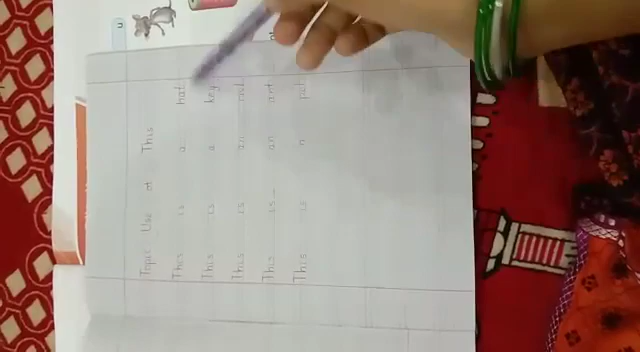 Topic Use of This
This is a hat
This is a key
This is an owl
This is an ant
This is n pot
n